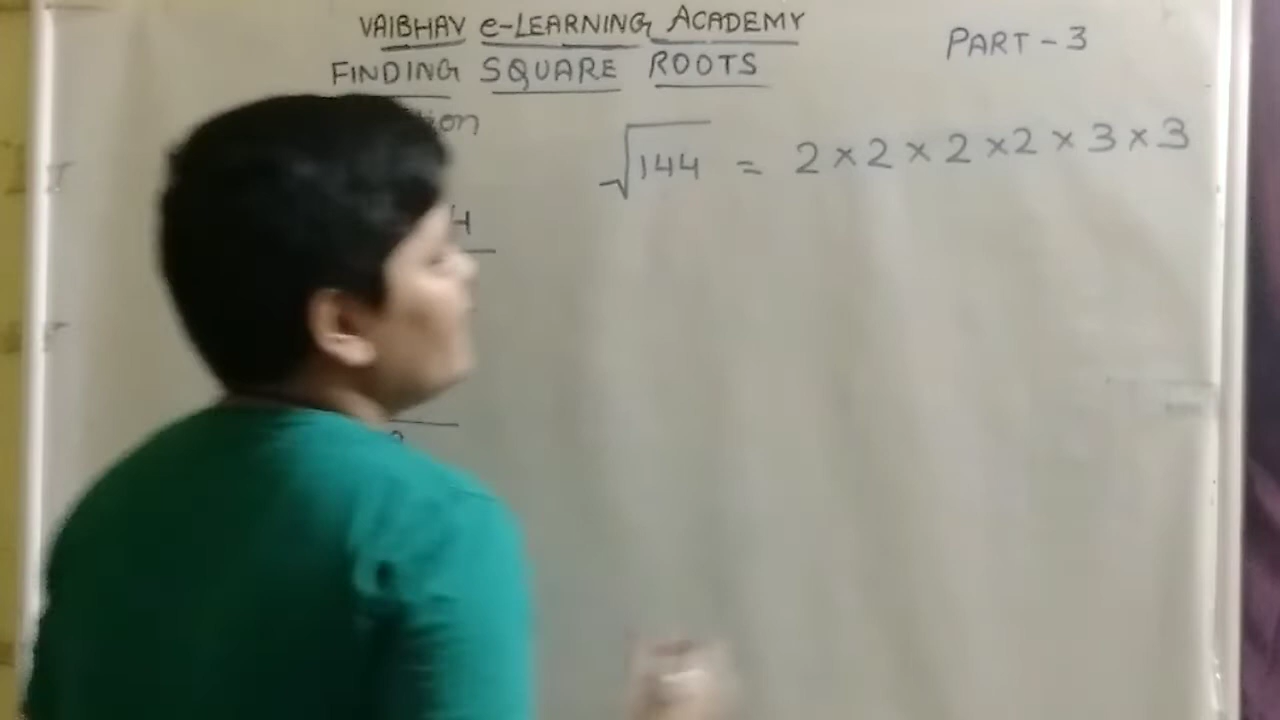 VAIBHAV e-LEARNING ACADEMY
PART - 3
FINDING SQUARE ROOTS
√144 = 2 × 2 × 2 × 2 × 3 × 3